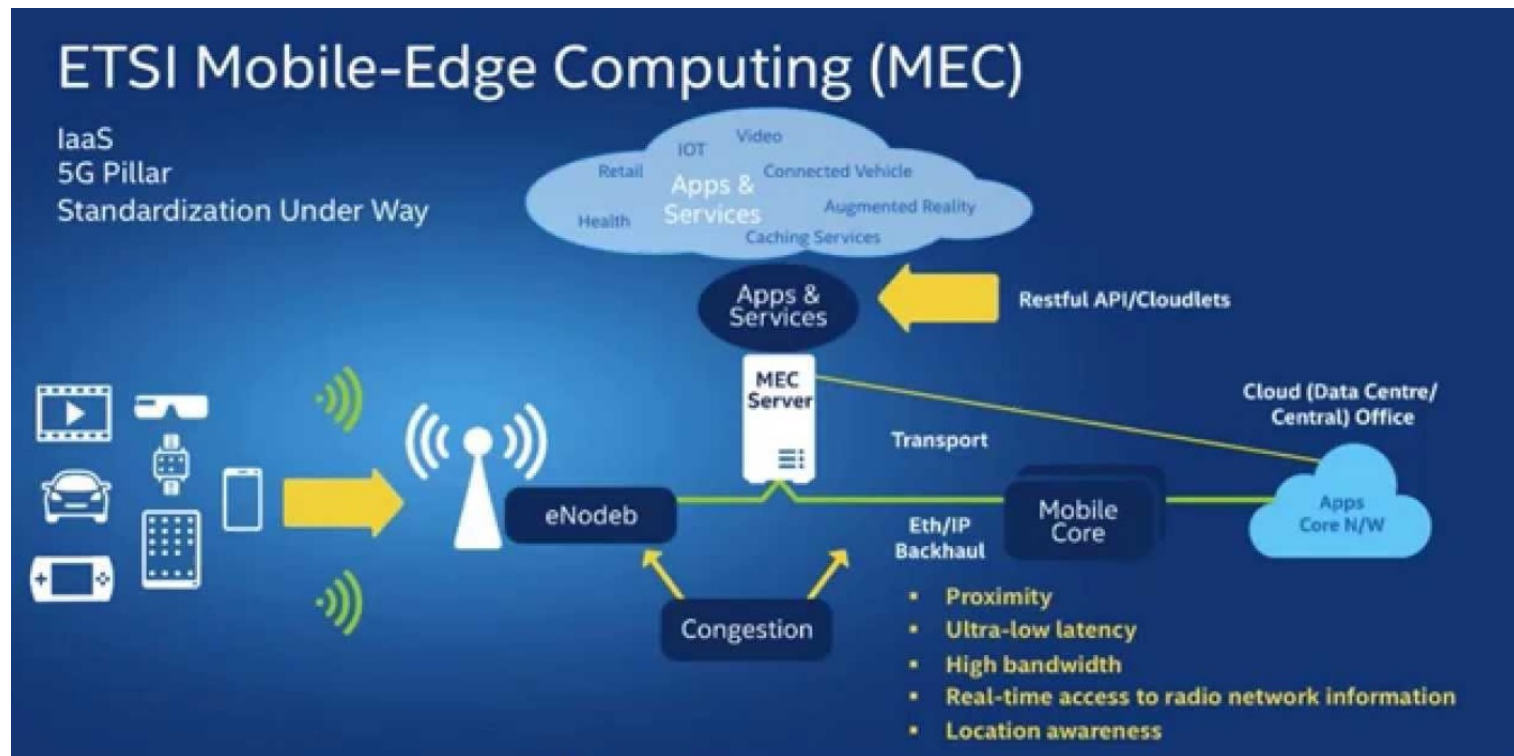 ETSI Mobile-Edge Computing (MEC)
IaaS
5G Pillar
Standardization Under Way
Video
IOT
Retail
Connected Vehicle
Apps &
Services
Augmented Reality
Health
Caching Services
Apps &
Services
Restful API/Cloudlets
MEC
Server
Cloud (Data Centre/
Central) Office
Transport
eNodeb
Mobile
Core
Apps
Core N/W
Eth/IP
Backhaul
Congestion
▪ Proximity
▪ Ultra-low latency
▪ High bandwidth
▪ Real-time access to radio network information
▪ Location awareness